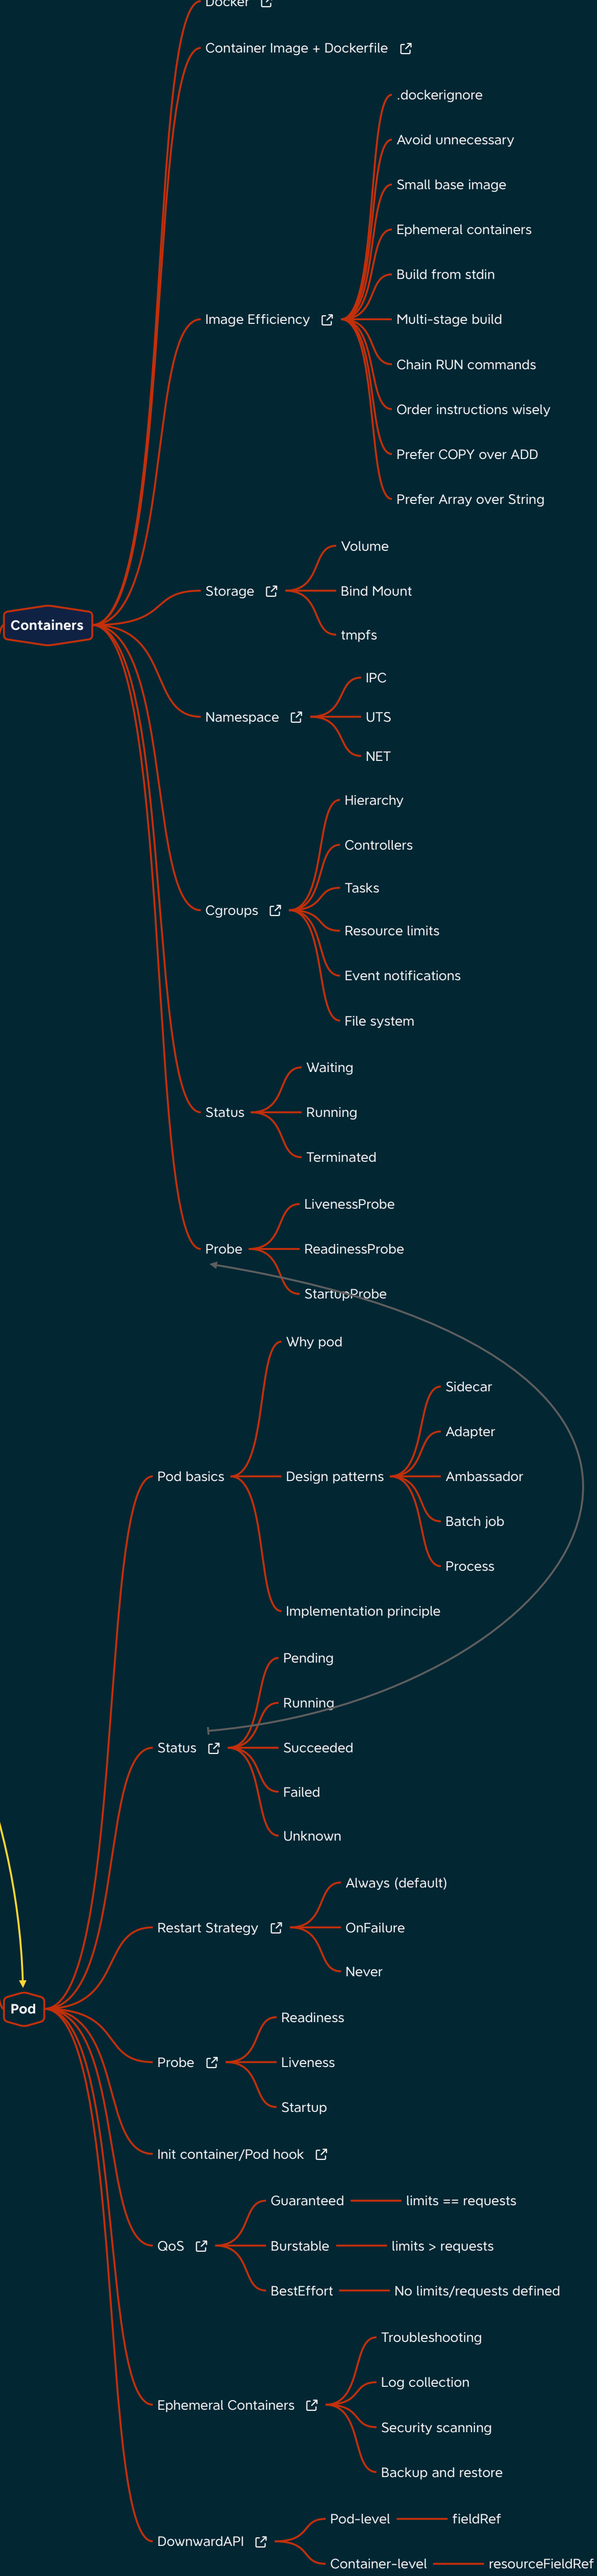 Docker
Container Image + Dockerfile
.dockerignore
Avoid unnecessary
Small base image
Ephemeral containers
Build from stdin
Image Efficiency
Multi-stage build
Chain RUN commands
Order instructions wisely
Prefer COPY over ADD
Prefer Array over String
Volume
Storage
Bind Mount
tmpfs
Containers
IPC
Namespace
UTS
NET
Hierarchy
Controllers
Tasks
Cgroups
Resource limits
Event notifications
File system
Waiting
Status
Running
Terminated
LivenessProbe
Probe
ReadinessProbe
StartupProbe
Why pod
Sidecar
Adapter
Pod basics
Design patterns
Ambassador
Batch job
Process
Implementation principle
Pending
Running
Status
Succeeded
Failed
Unknown
Always (default)
Restart Strategy
OnFailure
Never
Pod
Readiness
Probe
Liveness
Startup
Init container/Pod hook
Guaranteed
limits == requests
QoS
Burstable
limits > requests
BestEffort
No limits/requests defined
Troubleshooting
Log collection
Ephemeral Containers
Security scanning
Backup and restore
Pod-level
fieldRef
DownwardAPI
Container-level
resourceFieldRef